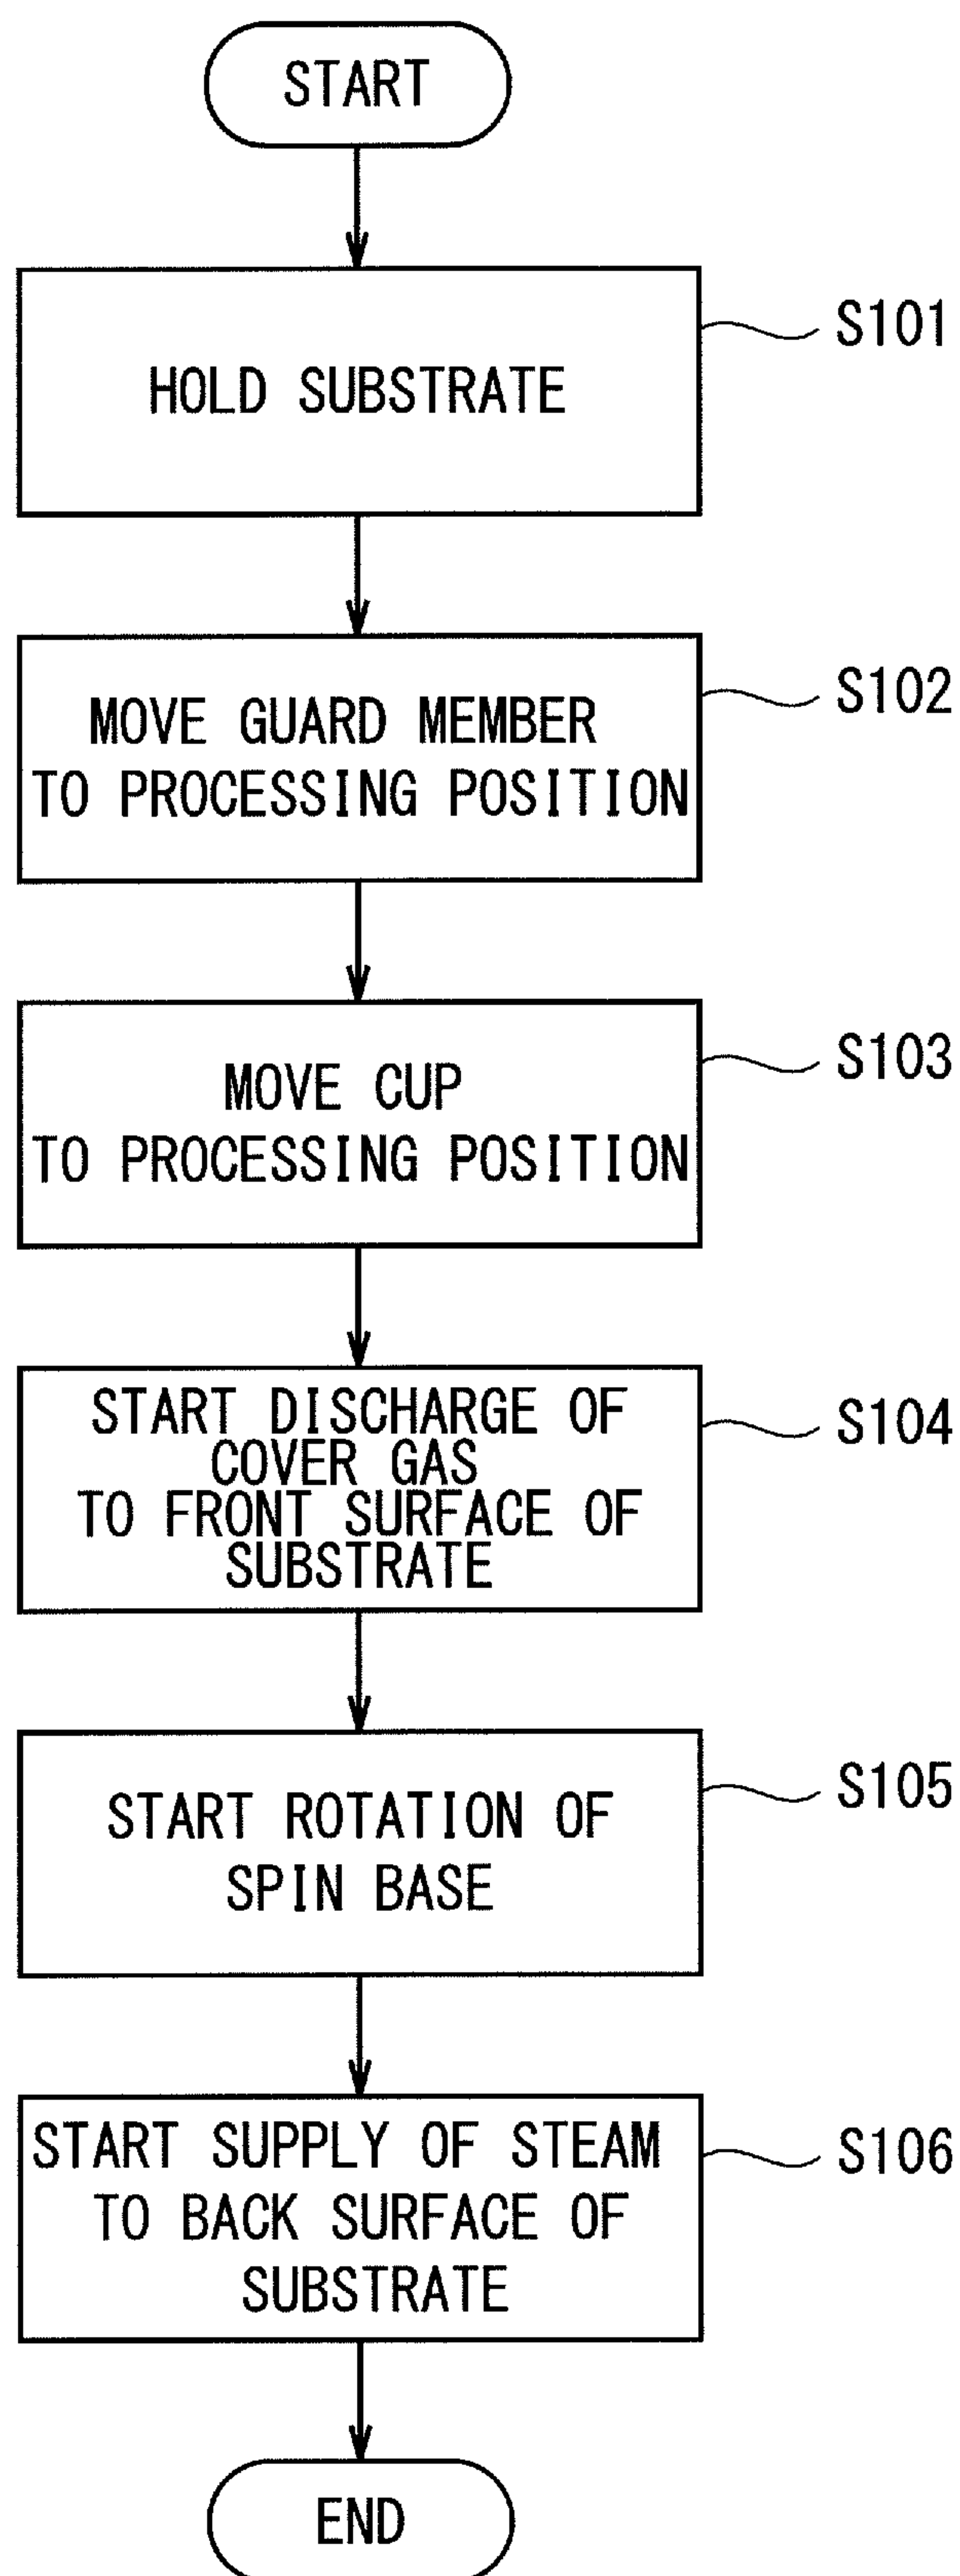 START
HOLD SUBSTRATE
S101
MOVE GUARD MEMBER
TO PROCESSING POSITION
S102
MOVE CUP
TO PROCESSING POSITION
S103
START DISCHARGE OF
COVER GAS
TO FRONT SURFACE OF
SUBSTRATE
S104
START ROTATION OF
SPIN BASE
S105
START SUPPLY OF STEAM
TO BACK SURFACE OF
SUBSTRATE
S106
END